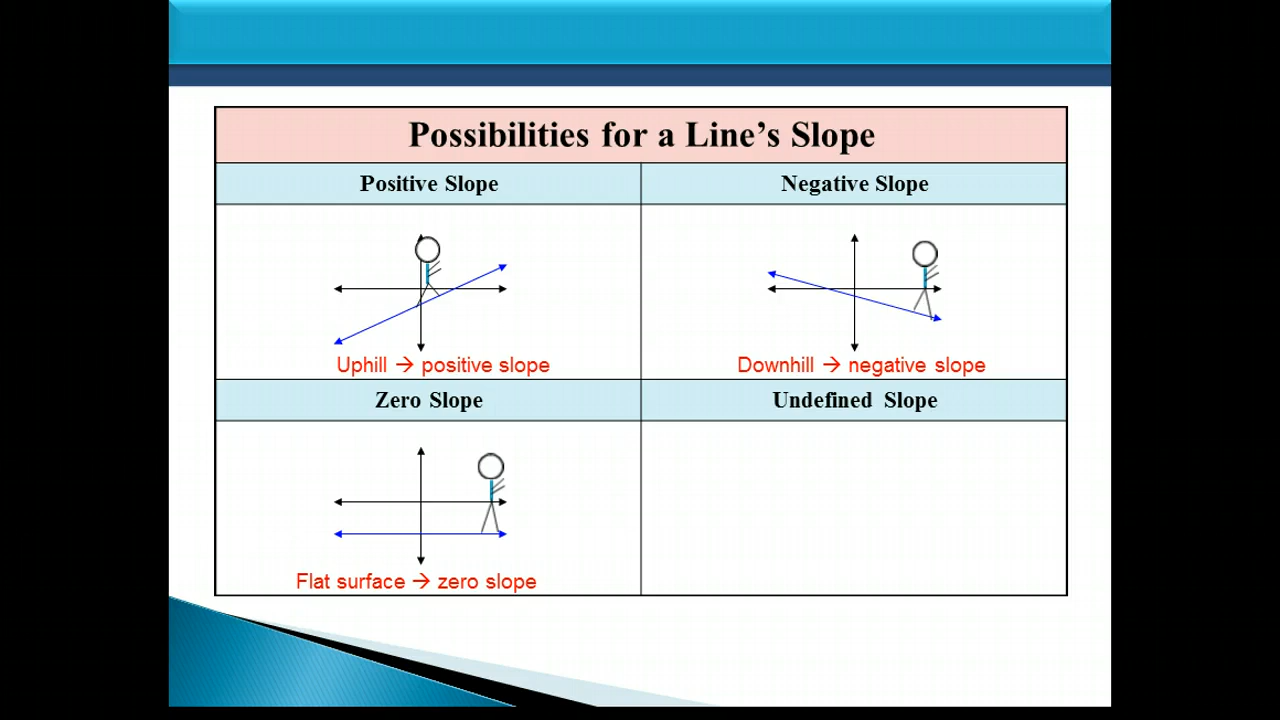 Possibilities for a Line’s Slope
Positive Slope
Negative Slope
Uphill → positive slope
Downhill → negative slope
Zero Slope
Undefined Slope
Flat surface → zero slope